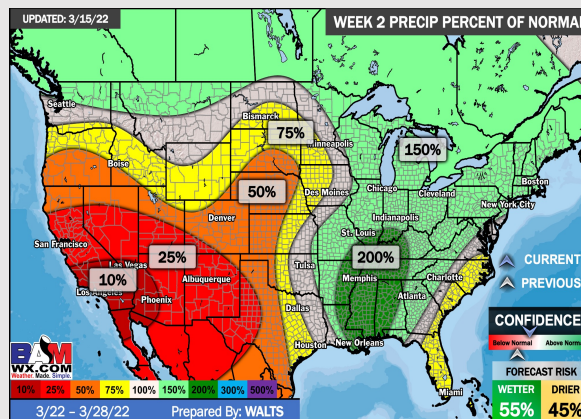 UPDATED: 3/15/22
WEEK 2 PRECIP PERCENT OF NORMA
Seattle
Bismarck
75%
Minneapolis
150%
Boise
50%
Des Moines
Chicago
Cleveland
Boston
New York City
Denver
Indianapolis
St. Louis
San Francisco
25%
Las Vegas
200%
CURRENT
10%
Albuquerque
Tulsa
Memphis
Charlotte
PREVIOUS
Los Angeles
Phoenix
Atlanta
Dallas
CONFIDENCE
Houston
New Orleans
Below Normal
Above Norma
BAM
WX.COM
Weather. Made. Simple.
FORECAST RISK
10% 25% 50% 75% 100% 150% 200% 300% 500%
Miami
WETTER
DRIER
3/22 – 3/28/22
Prepared By: WALTS
55%
45%